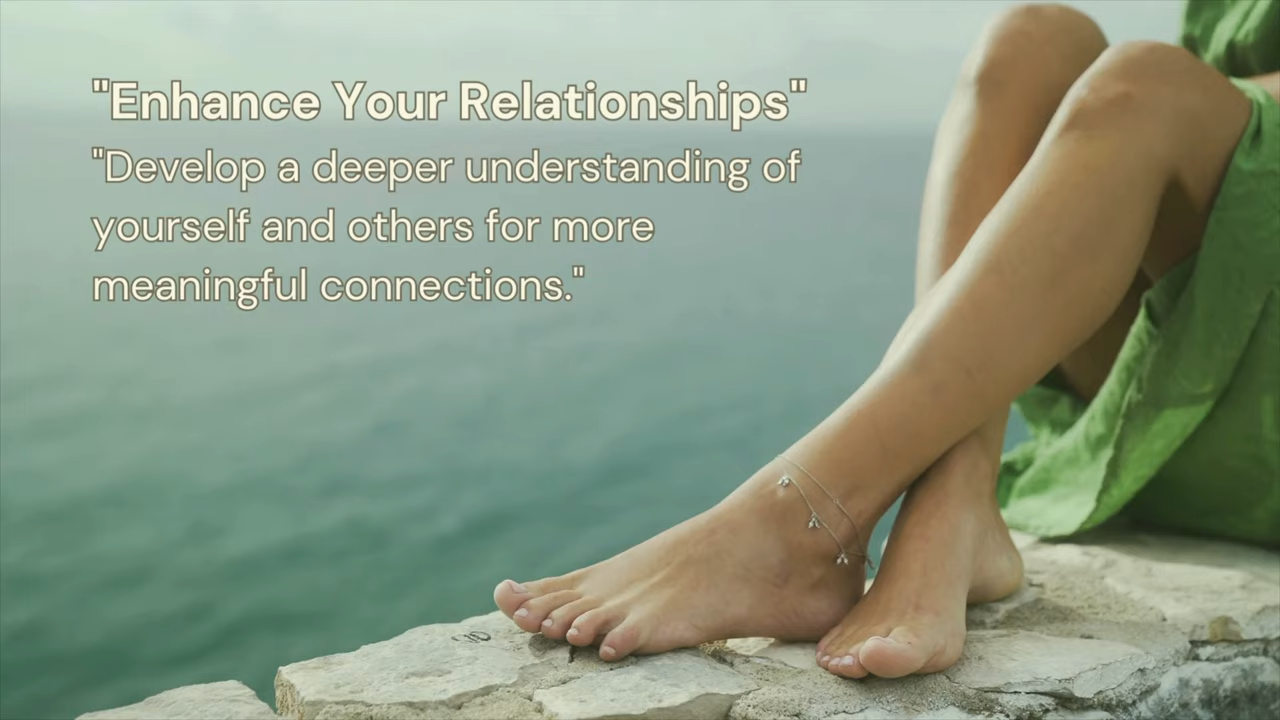 "Enhance Your Relationships"
"Develop a deeper understanding of
yourself and others for more
meaningful connections."